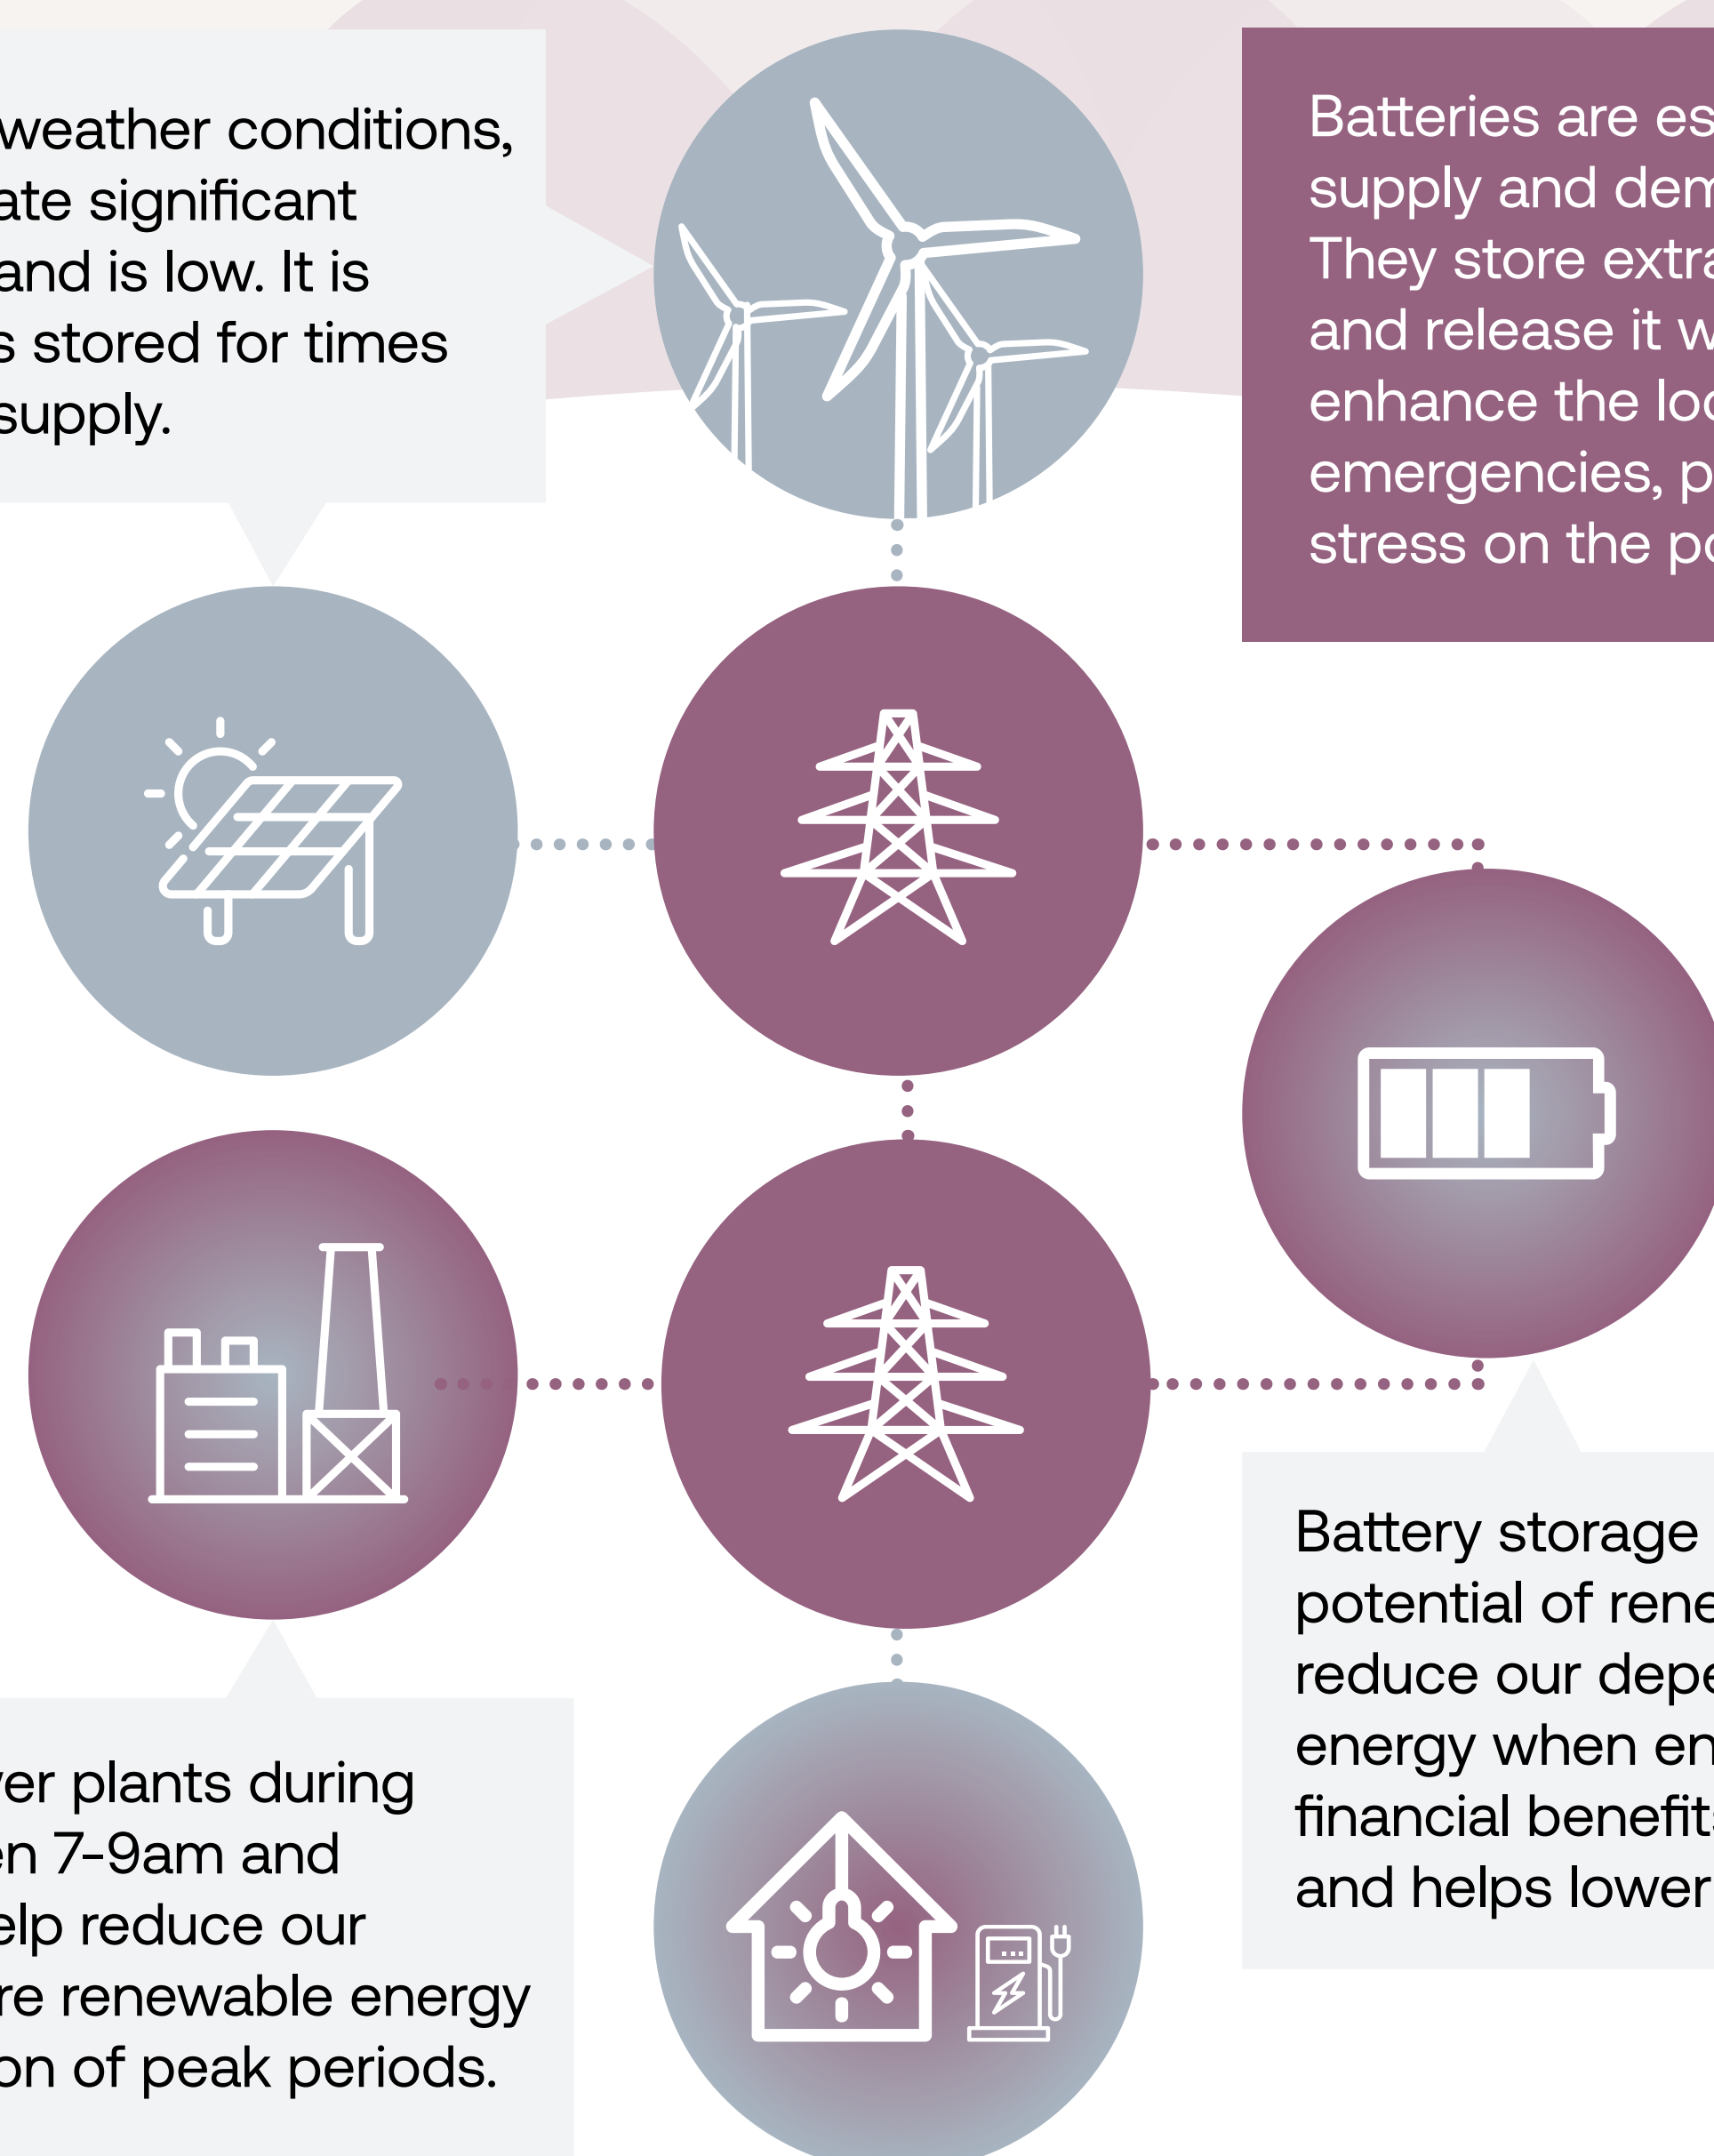 weather conditions,
ate significant
and is low. It is
s stored for times
supply.
Batteries are es
supply and dem
They store extra
and release it w
enhance the loc
emergencies, p
stress on the po
Battery storage
potential of rene
reduce our depe
energy when en
financial benefits
and helps lower
er plants during
n 7-9am and
elp reduce our
re renewable energy
on of peak periods.